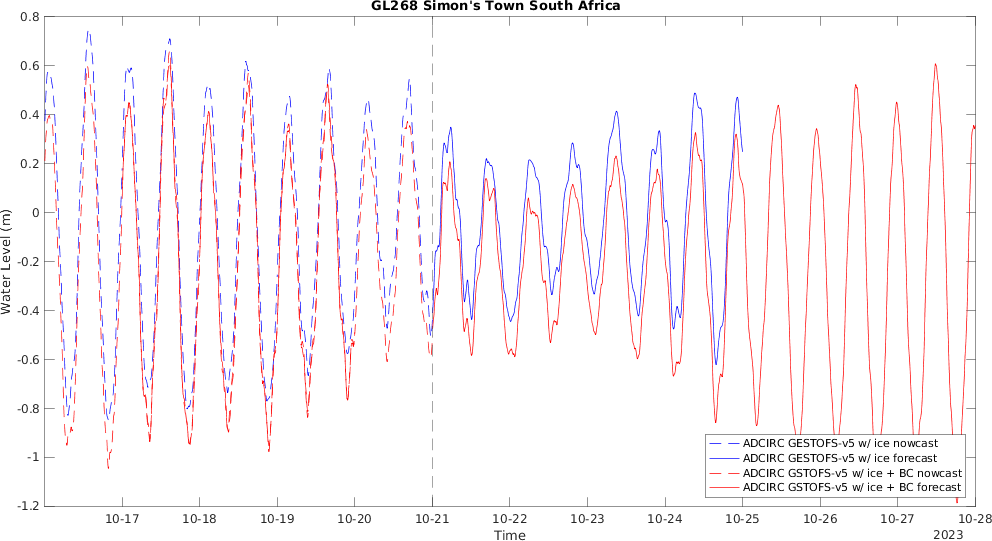 GL268 Simon's Town South Africa
Water Level (m)
0.8
0.6
0.4
0.2
0
-0.2
-0.4
-0.6
-0.8
-1
-1.2
ADCIRC GESTOFS-v5 w/ ice nowcast
ADCIRC GESTOFS-v5 w/ ice forecast
ADCIRC GSTOFS-v5 w/ ice + BC nowcast
ADCIRC GSTOFS-v5 w/ ice + BC forecast
10-17 10-18 10-19 10-20 10-21 10-22 10-23 10-24 10-25 10-26 10-27 10-28
Time
2023